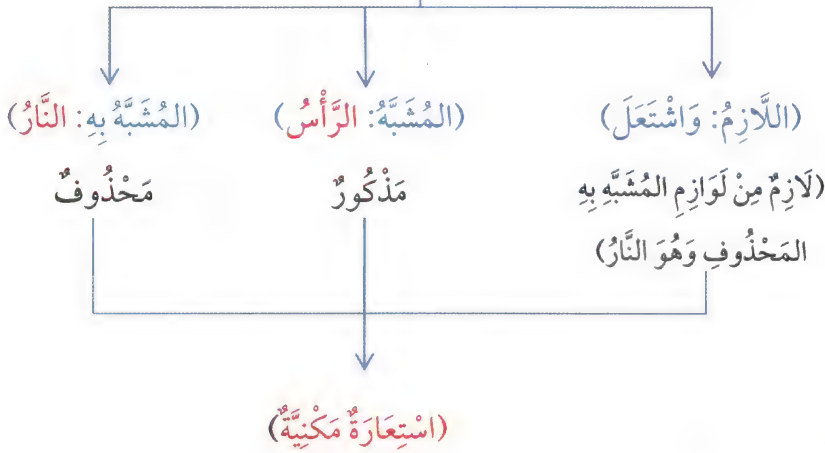 (اللَّازِمُ: وَاشْتَعَلَ)
(لَازِمٌ مِنْ لَوَازِمِ المُشَبَّهِ بِهِ
المَحْذُوفِ وَهُوَ النَّارُ)
(المُشَبَّهُ: الرَّأْسُ)
مَذْكُورٌ
(المُشَبَّهُ بِهِ: النَّارُ)
مَحْذُوفٌ
(اسْتِعَارَةٌ مَكْنِيَّةٌ)